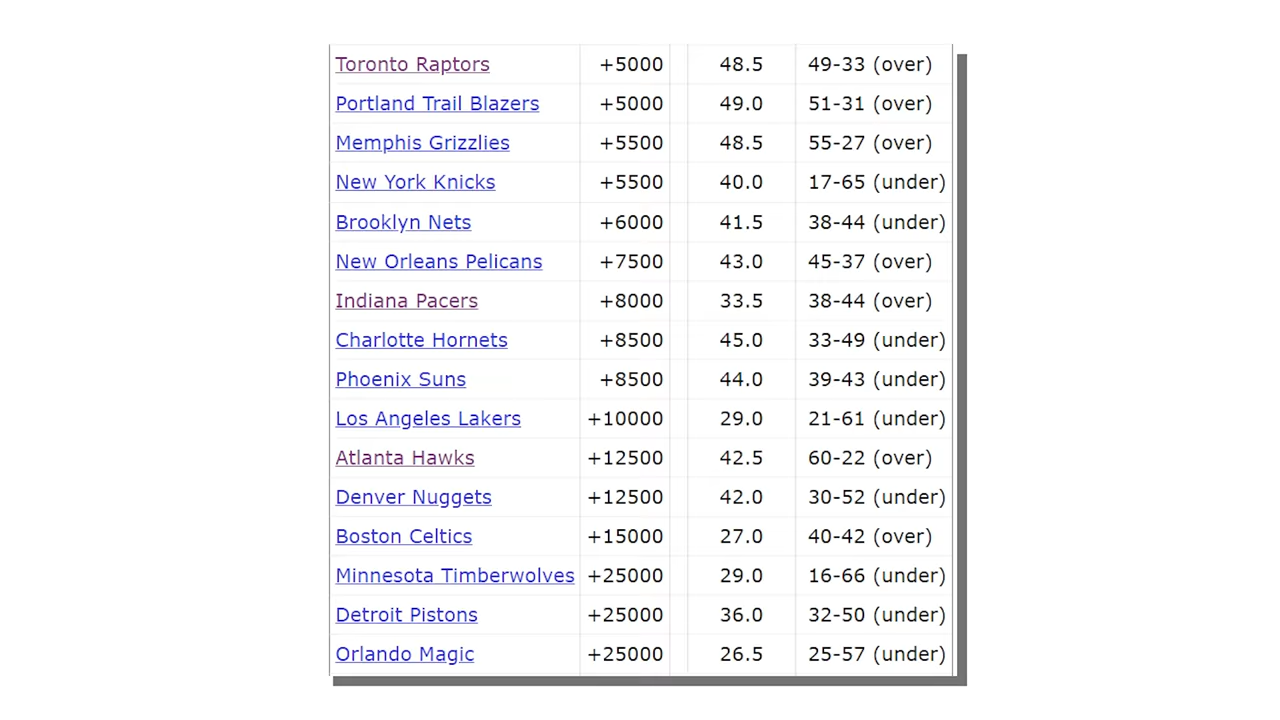 Toronto Raptors +5000 48.5 49-33 (over)
Portland Trail Blazers +5000 49.0 51-31 (over)
Memphis Grizzlies +5500 48.5 55-27 (over)
New York Knicks +5500 40.0 17-65 (under)
Brooklyn Nets +6000 41.5 38-44 (under)
New Orleans Pelicans +7500 43.0 45-37 (over)
Indiana Pacers +8000 33.5 38-44 (over)
Charlotte Hornets +8500 45.0 33-49 (under)
Phoenix Suns +8500 44.0 39-43 (under)
Los Angeles Lakers +10000 29.0 21-61 (under)
Atlanta Hawks +12500 42.5 60-22 (over)
Denver Nuggets +12500 42.0 30-52 (under)
Boston Celtics +15000 27.0 40-42 (over)
Minnesota Timberwolves +25000 29.0 16-66 (under)
Detroit Pistons +25000 36.0 32-50 (under)
Orlando Magic +25000 26.5 25-57 (under)